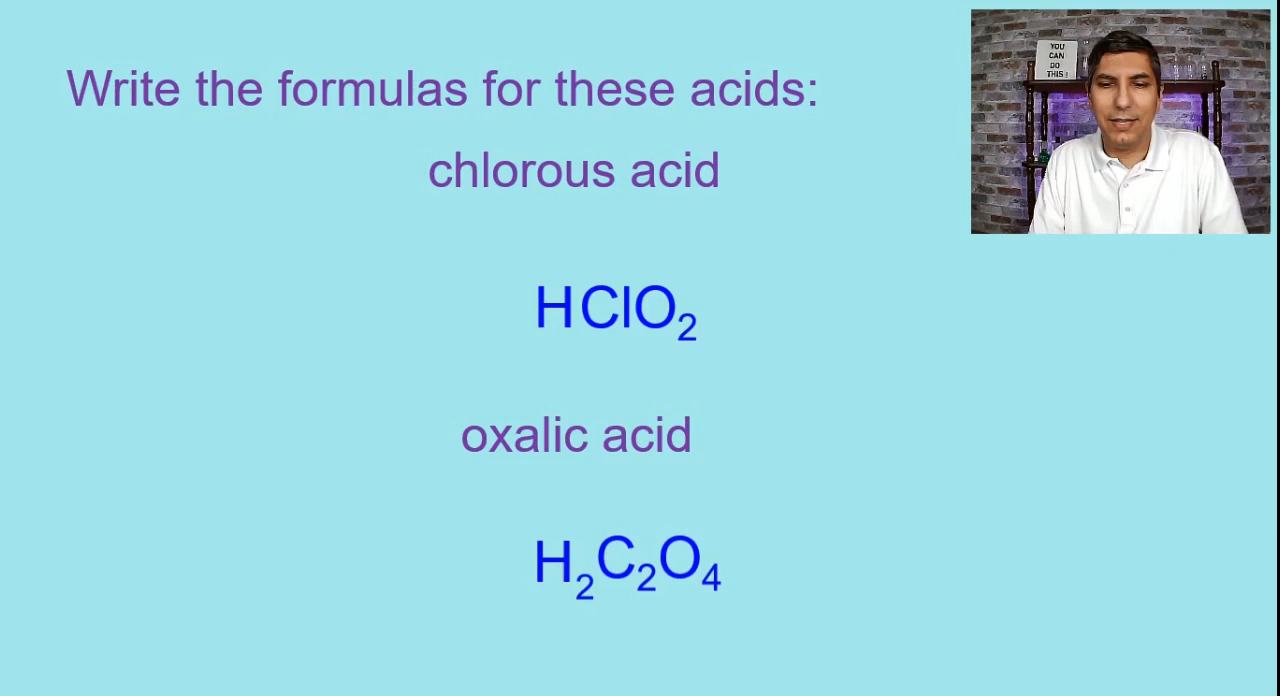 Write the formulas for these acids:
chlorous acid
HClO₂
oxalic acid
H₂C₂O₄
YOU
CAN
DO
THIS !